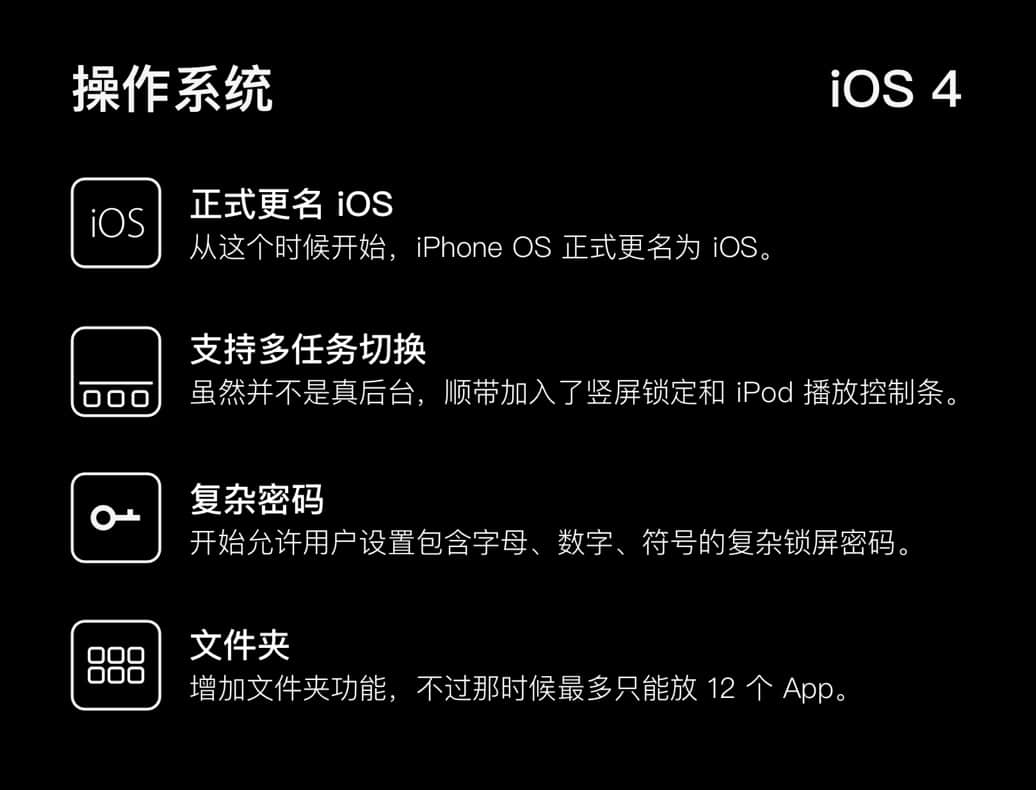 操作系统
iOS 4
iOS
正式更名 iOS
从这个时候开始，iPhone OS 正式更名为 iOS。
支持多任务切换
虽然并不是真后台，顺带加入了竖屏锁定和 iPod 播放控制条。
复杂密码
开始允许用户设置包含字母、数字、符号的复杂锁屏密码。
文件夹
增加文件夹功能，不过那时候最多只能放 12 个 App。